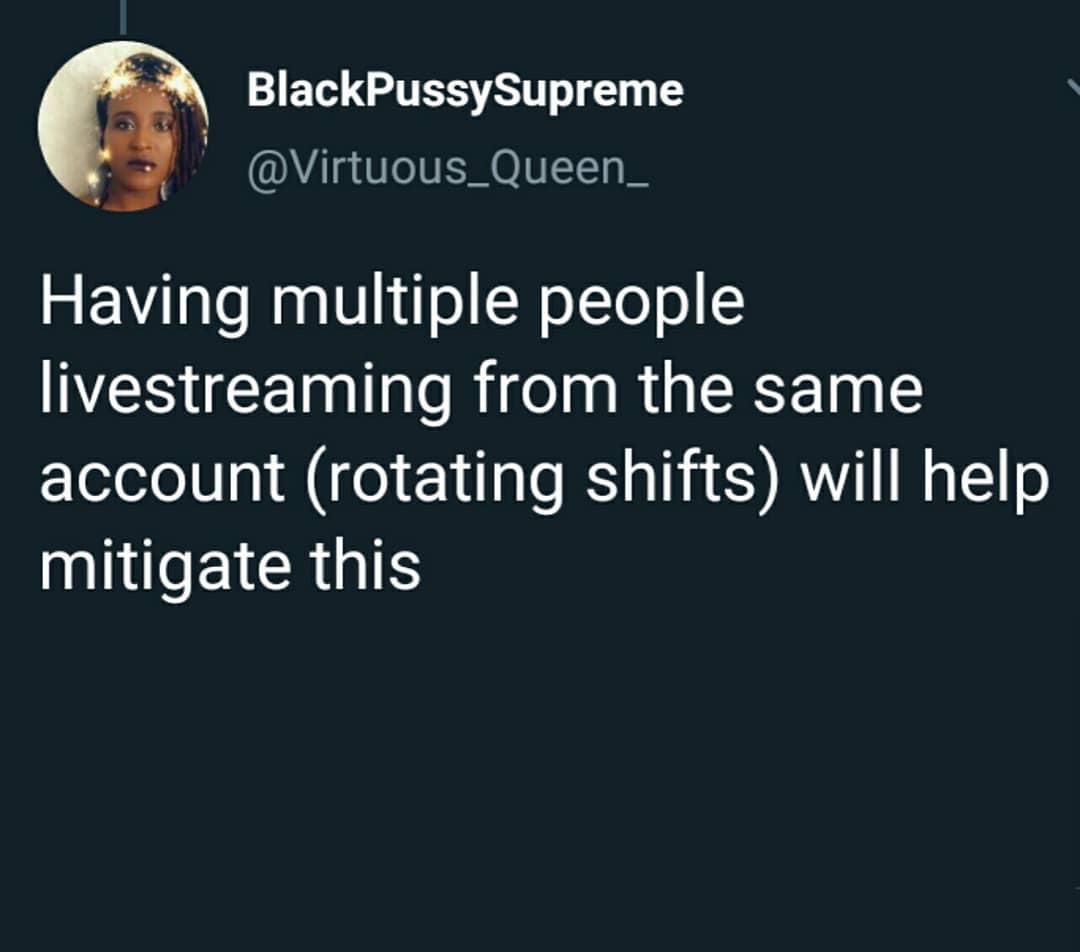 BlackPussySupreme
@Virtuous_Queen_
Having multiple people
livestreaming from the same
account (rotating shifts) will help
mitigate this